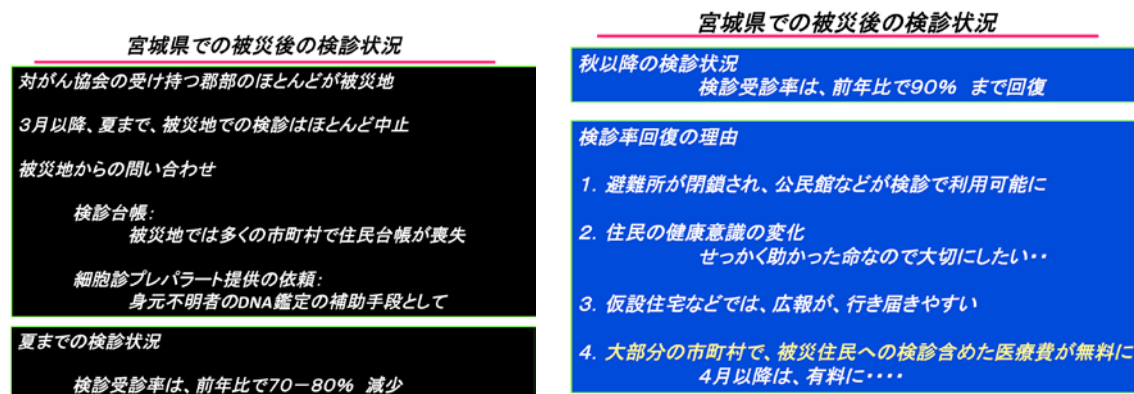 宮城県での被災後の検診状況
対がん協会の受け持つ郡部のほとんどが被災地
3月以降、夏まで、被災地での検診はほとんど中止
被災地からの問い合わせ
検診台帳:
被災地では多くの市町村で住民台帳が喪失
細胞診プレパラート提供の依頼:
身元不明者のDNA鑑定の補助手段として
夏までの検診状況
検診受診率は、前年比で70－80% 減少
宮城県での被災後の検診状況
秋以降の検診状況
検診受診率は、前年比で90% まで回復
検診率回復の理由
1. 避難所が閉鎖され、公民館などが検診で利用可能に
2. 住民の健康意識の変化
せっかく助かった命なので大切にしたい・・
3. 仮設住宅などでは、広報が、行き届きやすい
4. 大部分の市町村で、被災住民への検診含めた医療費が無料に
4月以降は、有料に・・・・